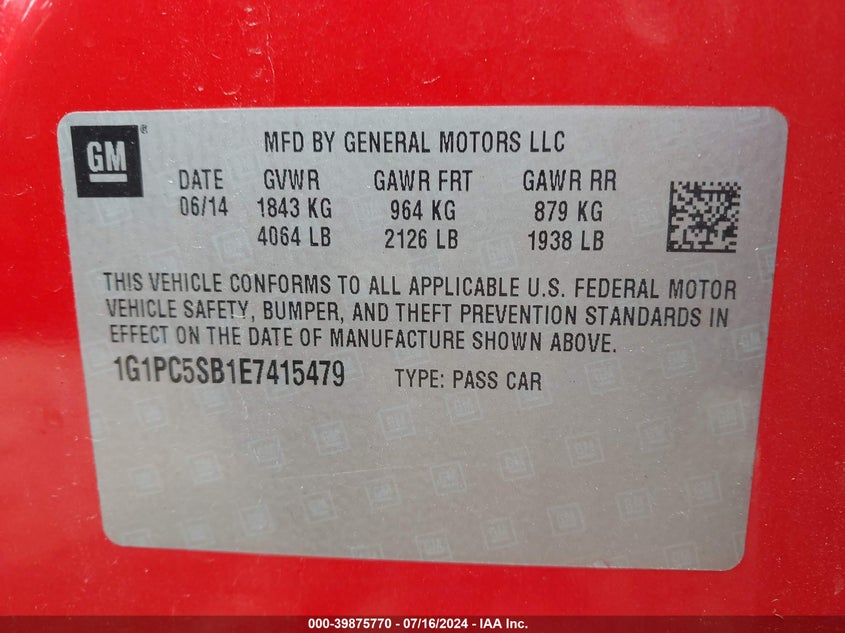 GM®
MFD BY GENERAL MOTORS LLC
DATE GVWR GAWR FRT GAWR RR
06/14 1843 KG 964 KG 879 KG
4064 LB 2126 LB 1938 LB
THIS VEHICLE CONFORMS TO ALL APPLICABLE U.S. FEDERAL MOTOR
VEHICLE SAFETY, BUMPER, AND THEFT PREVENTION STANDARDS IN
EFFECT ON THE DATE OF MANUFACTURE SHOWN ABOVE.
1G1PC5SB1E7415479 TYPE: PASS CAR
000-39875770 - 07/16/2024 - IAA Inc.